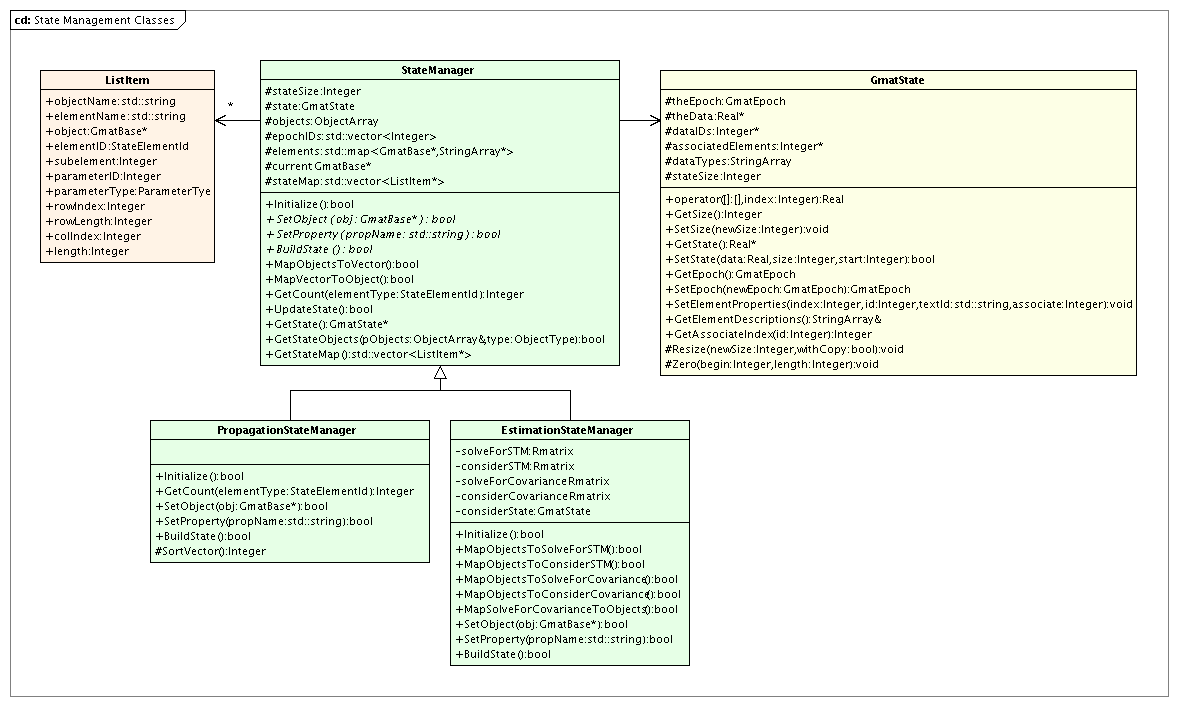 cd: State Management Classes
ListItem
+objectName:std::string
+elementName:std::string
+object:GmatBase*
+elementID:StateElementId
+subelement:Integer
+parameterID:Integer
+parameterType:ParameterTye
+rowIndex:Integer
+rowLength:Integer
+colIndex:Integer
+length:Integer
*
StateManager
#stateSize:Integer
#state:GmatState
#objects:ObjectArray
#epochIDs:std::vector<Integer>
#elements:std::map<GmatBase*,StringArray*>
#current:GmatBase*
#stateMap:std::vector<ListItem*>
+Initialize():bool
+SetObject(obj:GmatBase*):bool
+SetProperty(propName:std::string):bool
+BuildState():bool
+MapObjectsToVector():bool
+MapVectorToObject():bool
+GetCount(elementType:StateElementId):Integer
+UpdateState():bool
+GetState():GmatState*
+GetStateObjects(pObjects:ObjectArray&type:ObjectType):bool
+GetStateMap():std::vector<ListItem*>
GmatState
#theEpoch:GmatEpoch
#theData:Real*
#dataIDs:Integer*
#associatedElements:Integer*
#dataTypes:StringArray
#stateSize:Integer
+operator([]:[],index:Integer):Real
+GetSize():Integer
+SetSize(newSize:Integer):void
+GetState():Real*
+SetState(data:Real,size:Integer,start:Integer):bool
+GetEpoch():GmatEpoch
+SetEpoch(newEpoch:GmatEpoch):GmatEpoch
+SetElementProperties(index:Integer,id:Integer,textId:std::string,associate:Integer):void
+GetElementDescriptions():StringArray&
+GetAssociateIndex(id:Integer):Integer
#Resize(newSize:Integer,withCopy:bool):void
#Zero(begin:Integer,length:Integer):void
PropagationStateManager
+Initialize():bool
+GetCount(elementType:StateElementId):Integer
+SetObject(obj:GmatBase*):bool
+SetProperty(propName:std::string):bool
+BuildState():bool
#SortVector():Integer
EstimationStateManager
-solveForSTM:Rmatrix
-considerSTM:Rmatrix
-solveForCovariance:Rmatrix
-considerCovariance:Rmatrix
-considerState:GmatState
+Initialize():bool
+MapObjectsToSolveForSTM():bool
+MapObjectsToConsiderSTM():bool
+MapObjectsToSolveForCovariance():bool
+MapObjectsToConsiderCovariance():bool
+MapSolveForCovarianceToObjects():bool
+SetObject(obj:GmatBase*):bool
+SetProperty(propName:std::string):bool
+BuildState():bool